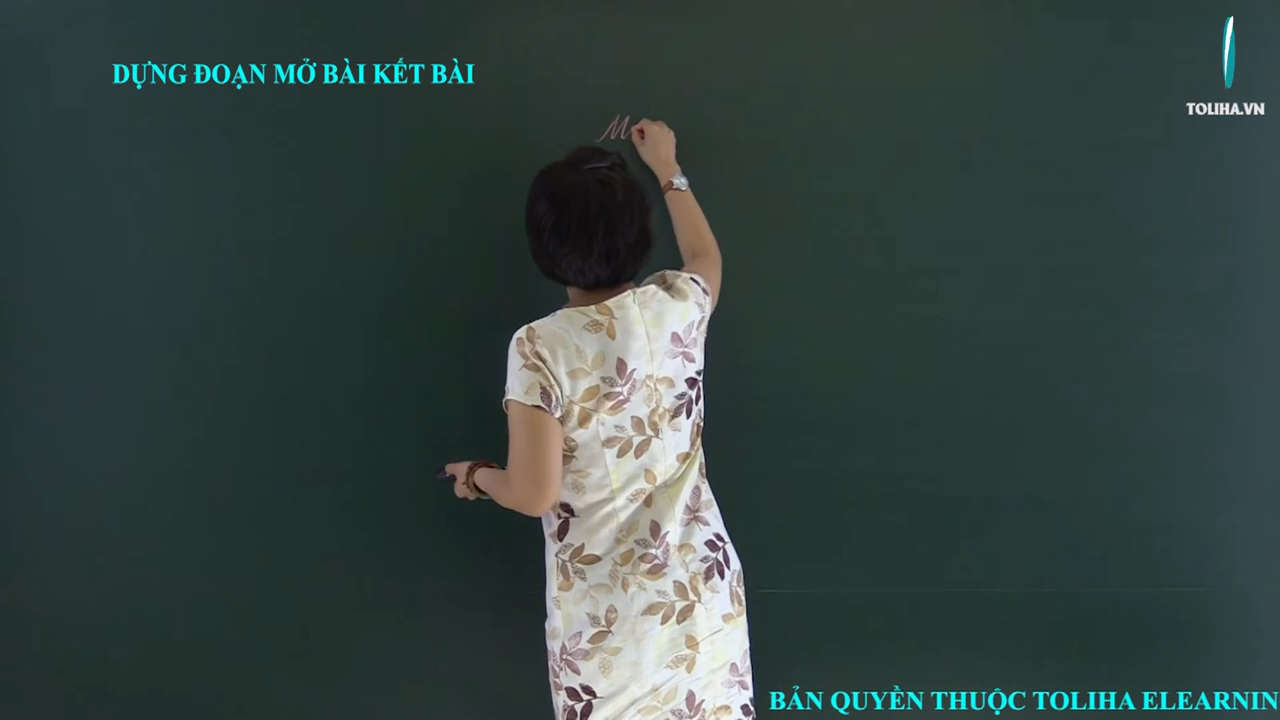 DỰNG ĐOẠN MỞ BÀI KẾT BÀI
TOLIHA.VN
M
BẢN QUYỀN THUỘC TOLIHA ELEARNIN